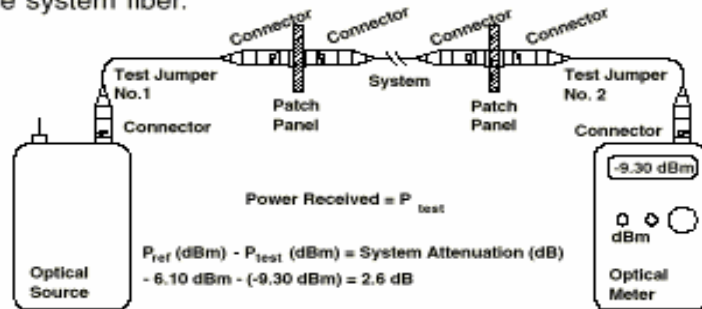 e system fiber.
Connector Connector Connector Connector
Test Jumper No.1
System
Test Jumper No. 2
Patch Panel
Patch Panel
Connector
Connector
-9.30 dBm
Power Received = P test
dBm
P ref (dBm) - P test (dBm) = System Attenuation (dB)
- 6.10 dBm - (-9.30 dBm) = 2.6 dB
Optical Source
Optical Meter